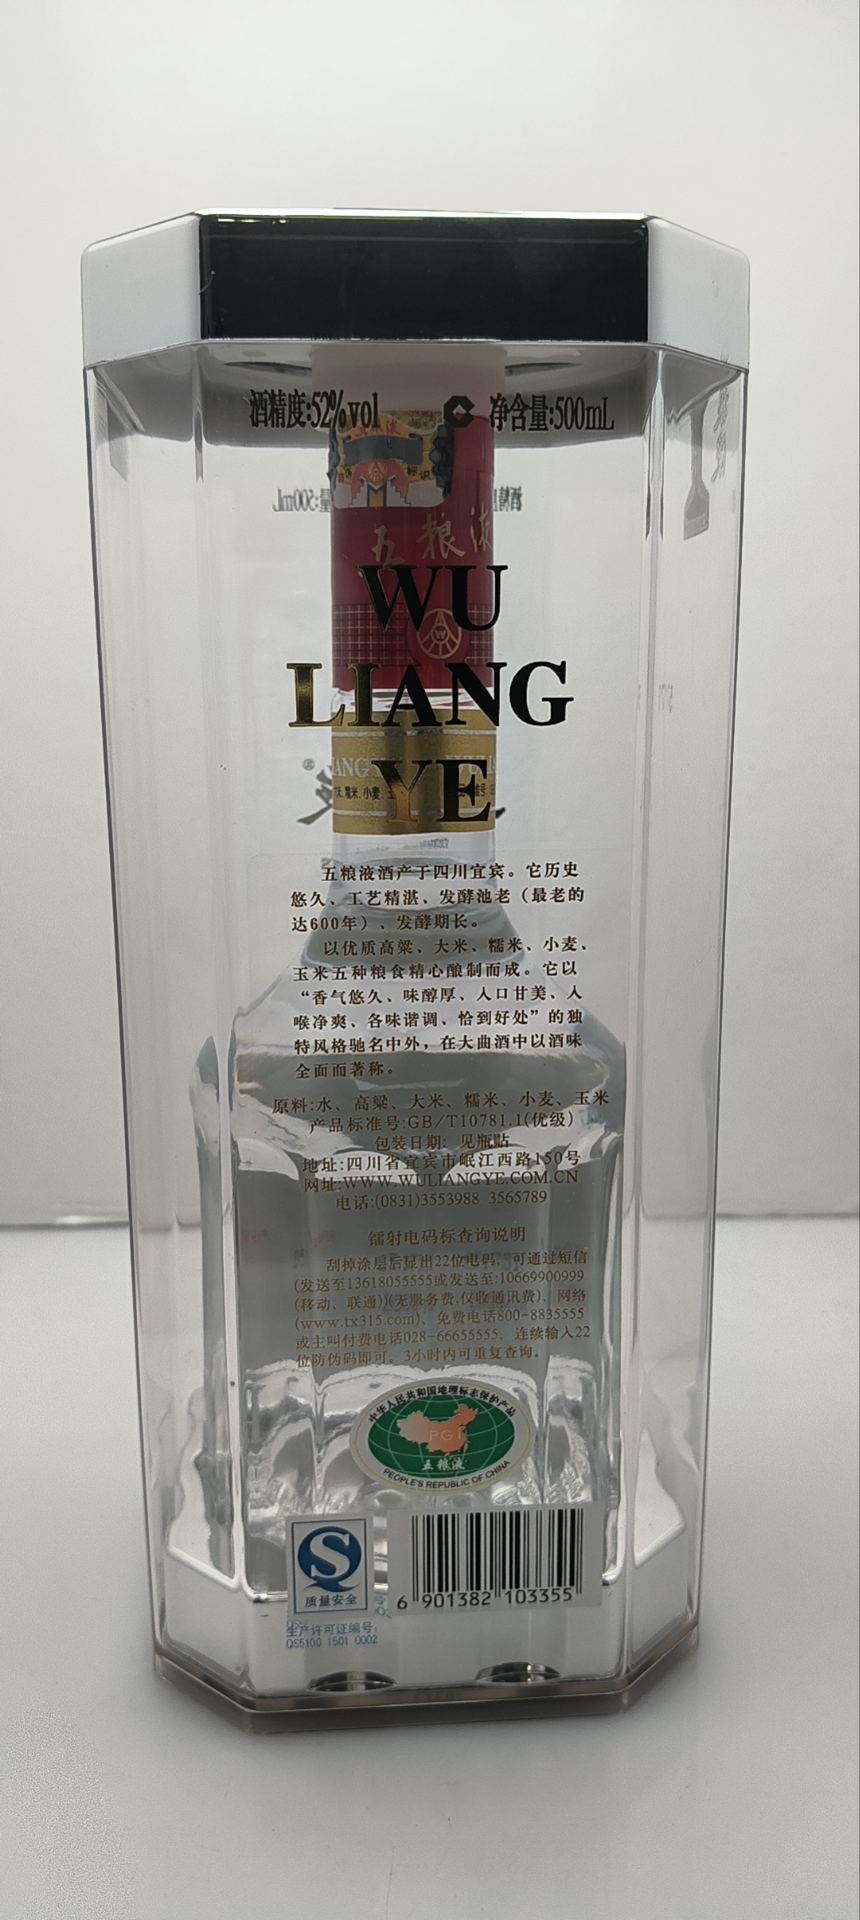 酒精度:52%vol 净含量:500mL
标识
五粮液
W
WU
LIANG
YE
五粮液酒产于四川宜宾。它历史
悠久、工艺精湛、发酵池老（最老的
达600年）、发酵期长。
以优质高粱、大米、糯米、小麦、
玉米五种粮食精心酿制而成。它以
“香气悠久、味醇厚、入口甘美、入
喉净爽、各味谐调、恰到好处”的独
特风格驰名中外，在大曲酒中以酒味
全面而著称。
原料:水、高粱、大米、糯米、小麦、玉米
产品标准号:GB/T10781.1(优级)
包装日期: 见瓶贴
地址:四川省宜宾市岷江西路150号
网址:WWW.WULIANGYE.COM.CN
电话:(0831)3553988 3565789
镭射电码标查询说明
刮掉涂层后显出22位电码，可通过短信
(发送至13618055555或发送至:10669900999
(移动、联通)(无服务费,仅收通讯费)、网络
(www.tx315.com)、免费电话800-8835555
或主叫付费电话028-66655555，连续输入22
位防伪码即可。3小时内可重复查询。
中华人民共和国地理标志保护产品
PGI
五粮液
PEOPLE'S REPUBLIC OF CHINA
质量安全
6 901382 103355
生产许可证编号:
QS5100 1501 0002